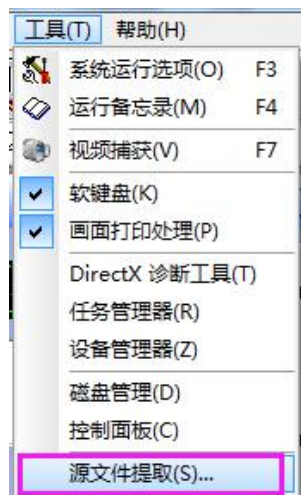 工具(T) 帮助(H)
系统运行选项(O) F3
运行备忘录(M) F4
视频捕获(V) F7
软键盘(K)
画面打印处理(P)
DirectX 诊断工具(T)
任务管理器(R)
设备管理器(Z)
磁盘管理(D)
控制面板(C)
源文件提取(S)...